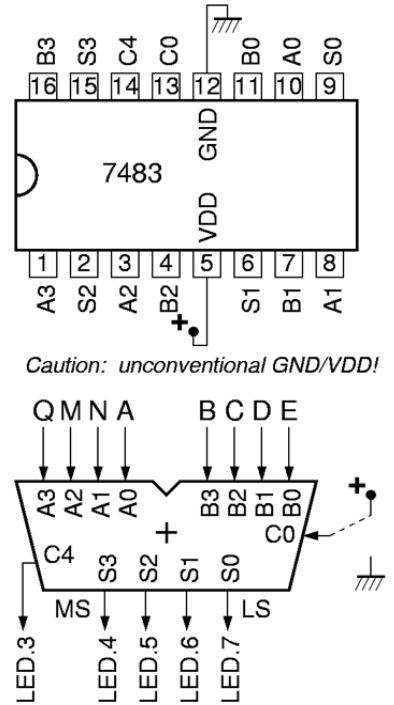 B3 S3 C4 C0 B0 A0 S0
16 15 14 13 12 11 10 9
GND
7483
VDD
1 2 3 4 5 6 7 8
A3 S2 A2 B2 S1 B1 A1
+
Caution: unconventional GND/VDD!
Q M N A B C D E
A3 A2 A1 A0 B3 B2 B1 B0
+
+
C0
C4
S3 S2 S1 S0
MS LS
LED.3 LED.4 LED.5 LED.6 LED.7